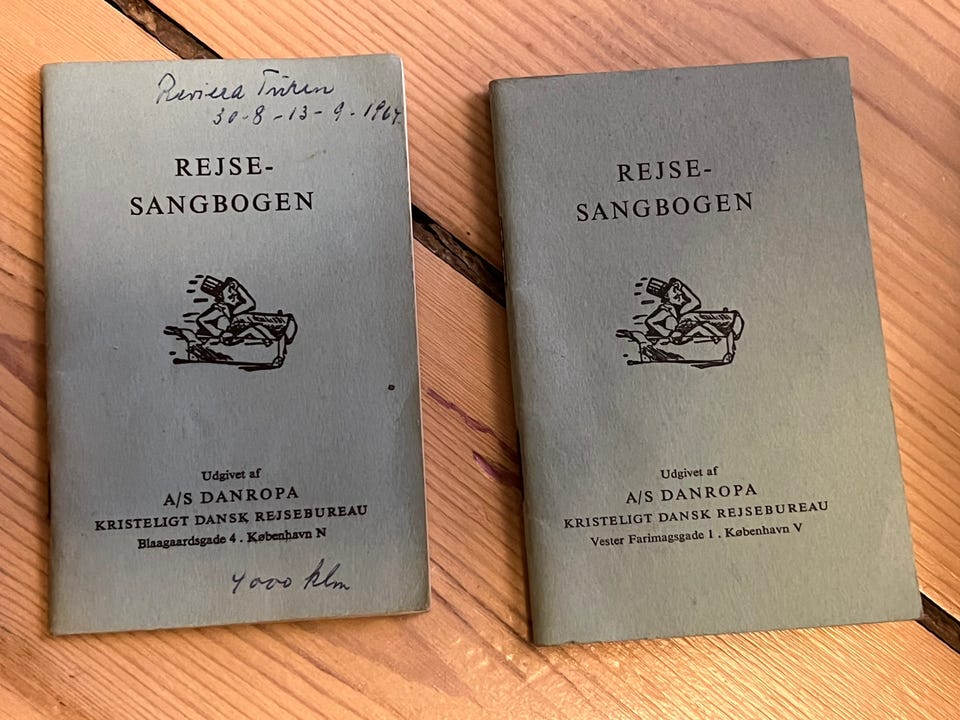 Riviera Turen
30-8-13-9-1964.
REJSE-
SANGBOGEN
Udgivet af
A/S DANROPA
KRISTELIGT DANSK REJSEBUREAU
Blaagaardsgade 4 . København N
4000 klm
REJSE-
SANGBOGEN
Udgivet af
A/S DANROPA
KRISTELIGT DANSK REJSEBUREAU
Vester Farimagsgade 1 . København V